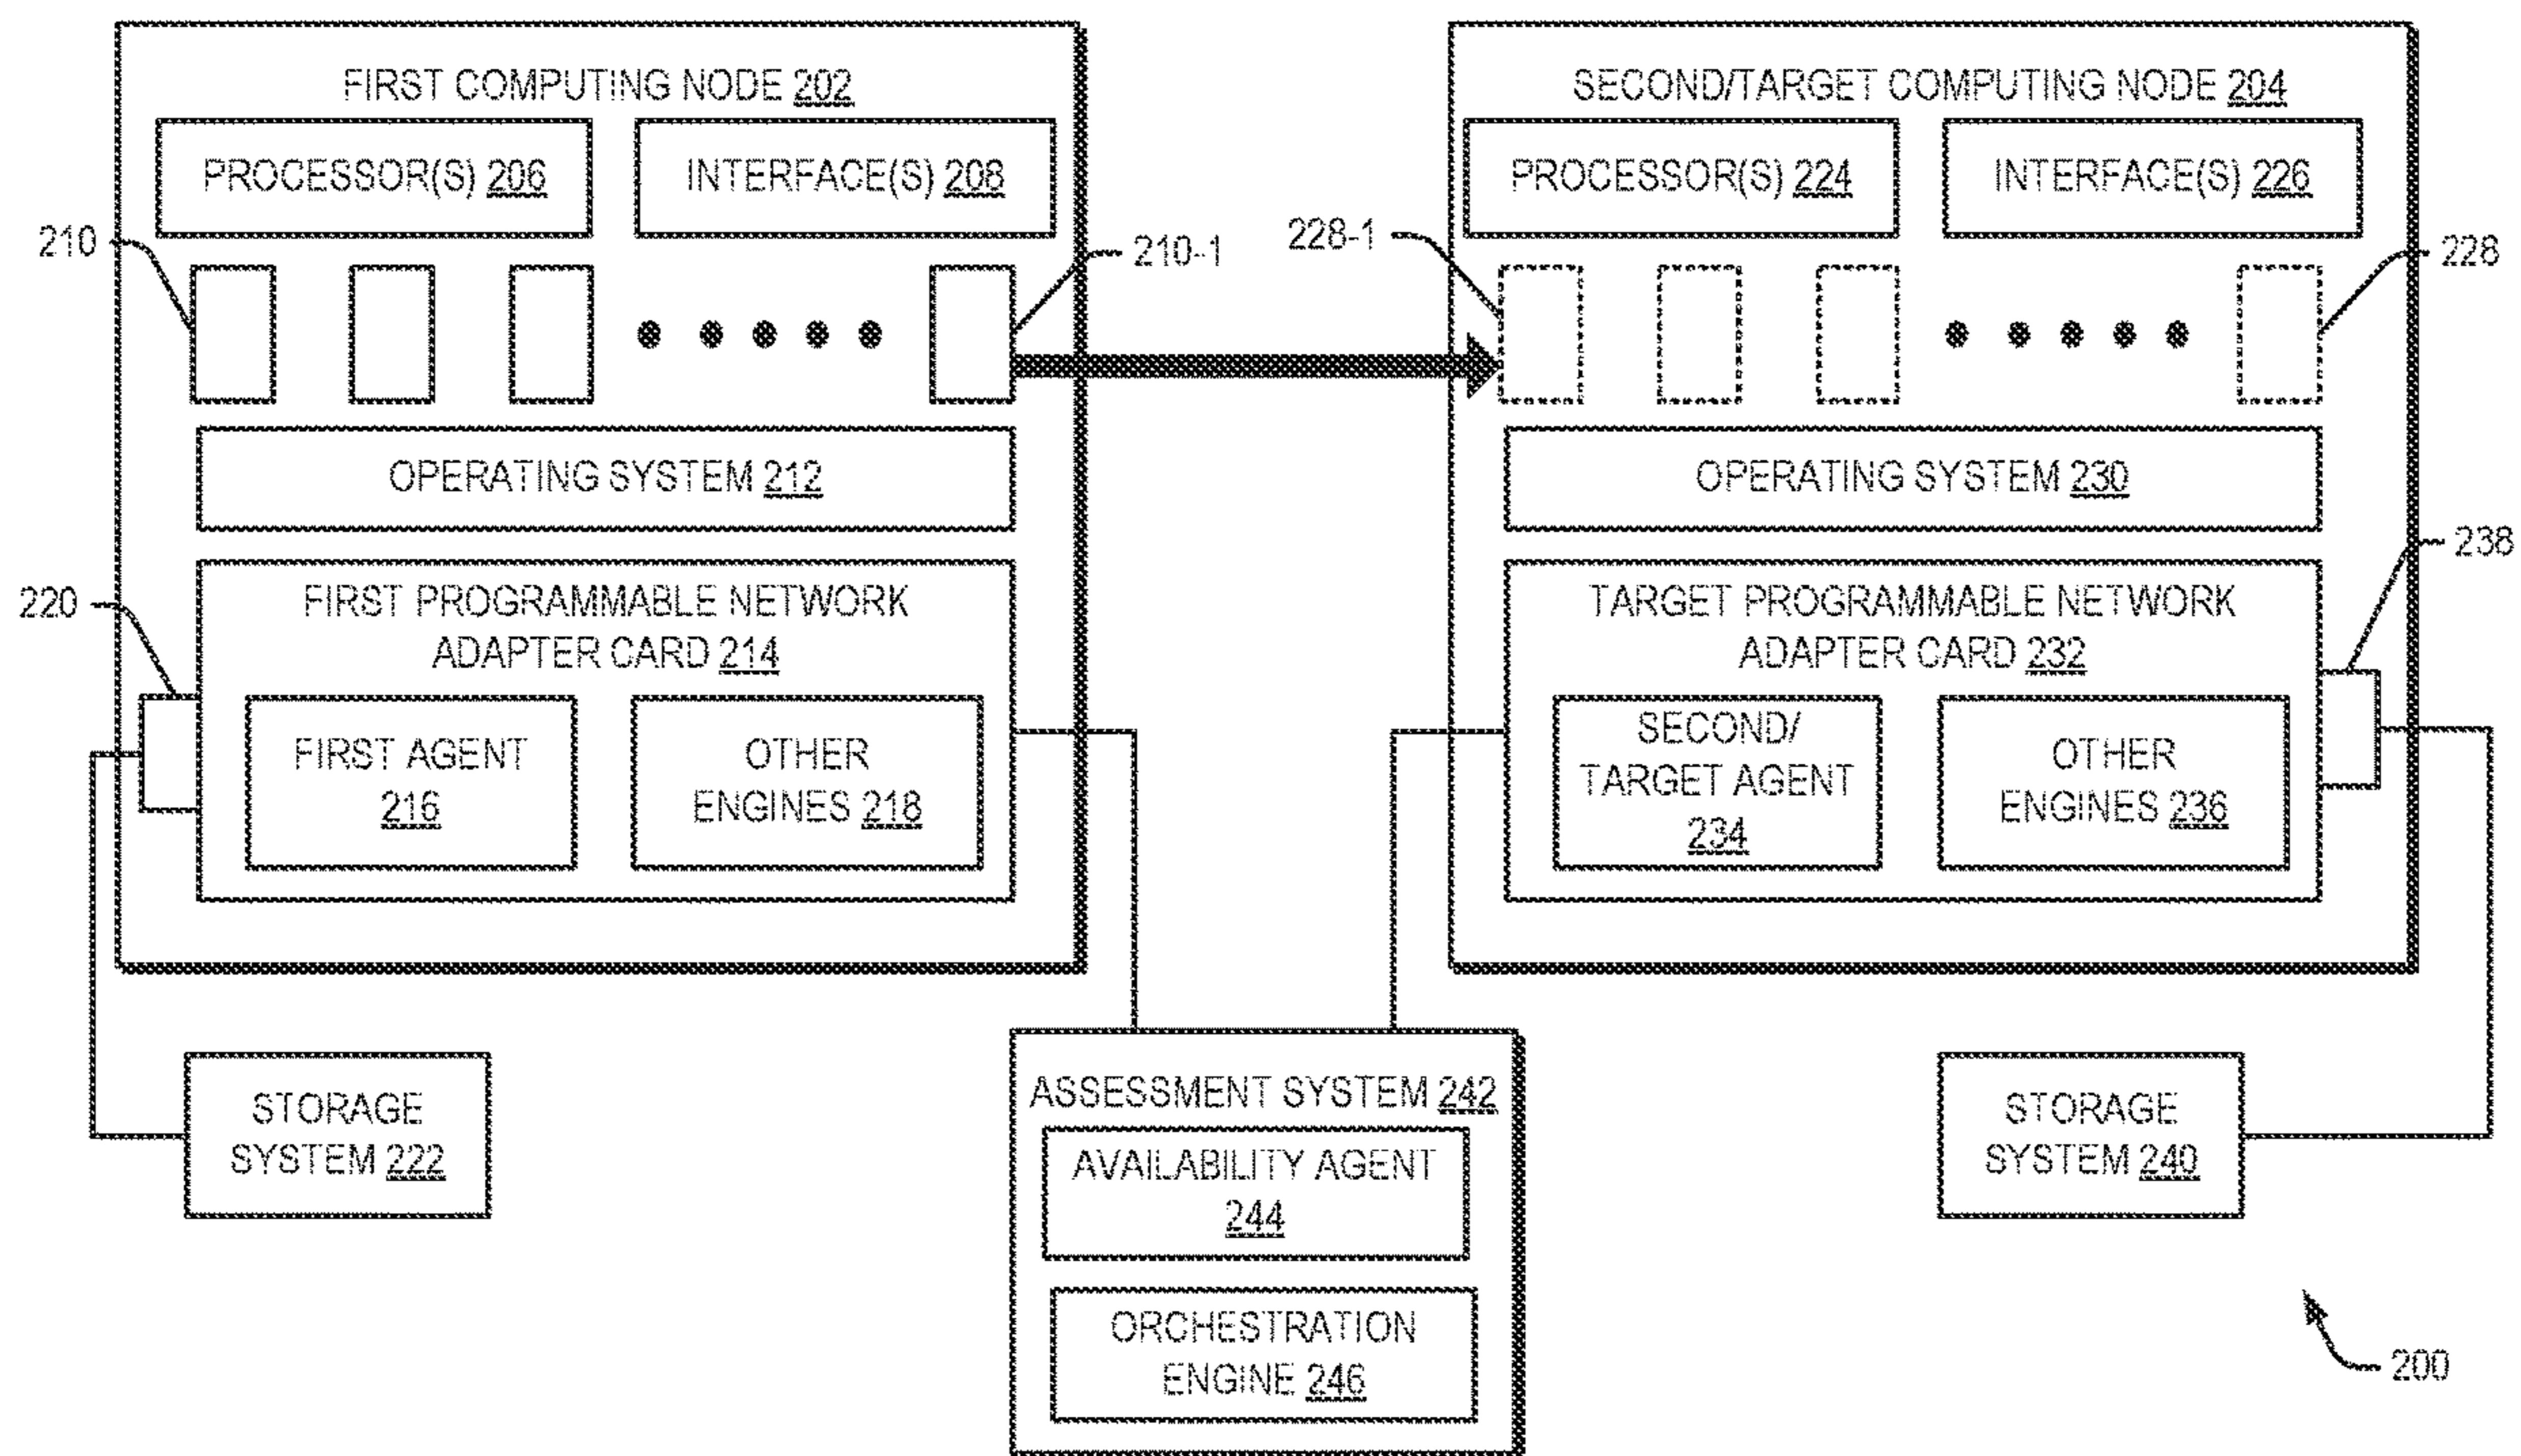 FIRST COMPUTING NODE 202
PROCESSOR(S) 206
INTERFACE(S) 208
210
210-1
OPERATING SYSTEM 212
FIRST PROGRAMMABLE NETWORK
ADAPTER CARD 214
220
FIRST AGENT
216
OTHER
ENGINES 218
STORAGE
SYSTEM 222
SECOND/TARGET COMPUTING NODE 204
PROCESSOR(S) 224
INTERFACE(S) 226
228-1
228
OPERATING SYSTEM 230
238
TARGET PROGRAMMABLE NETWORK
ADAPTER CARD 232
SECOND/
TARGET AGENT
234
OTHER
ENGINES 236
ASSESSMENT SYSTEM 242
AVAILABILITY AGENT
244
ORCHESTRATION
ENGINE 246
STORAGE
SYSTEM 240
200